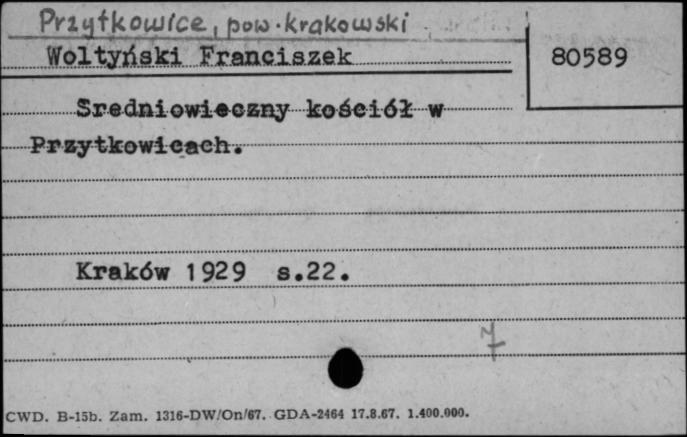 Przytkowice, pow. krakowski
Woltyński Franciszek
80589
Sredniowieczny kościół w
Przytkowicach.
Kraków 1929 s.22.
7
CWD. B-15b. Zam. 1316-DW/On/67. GDA-2464 17.8.67. 1.400.000.